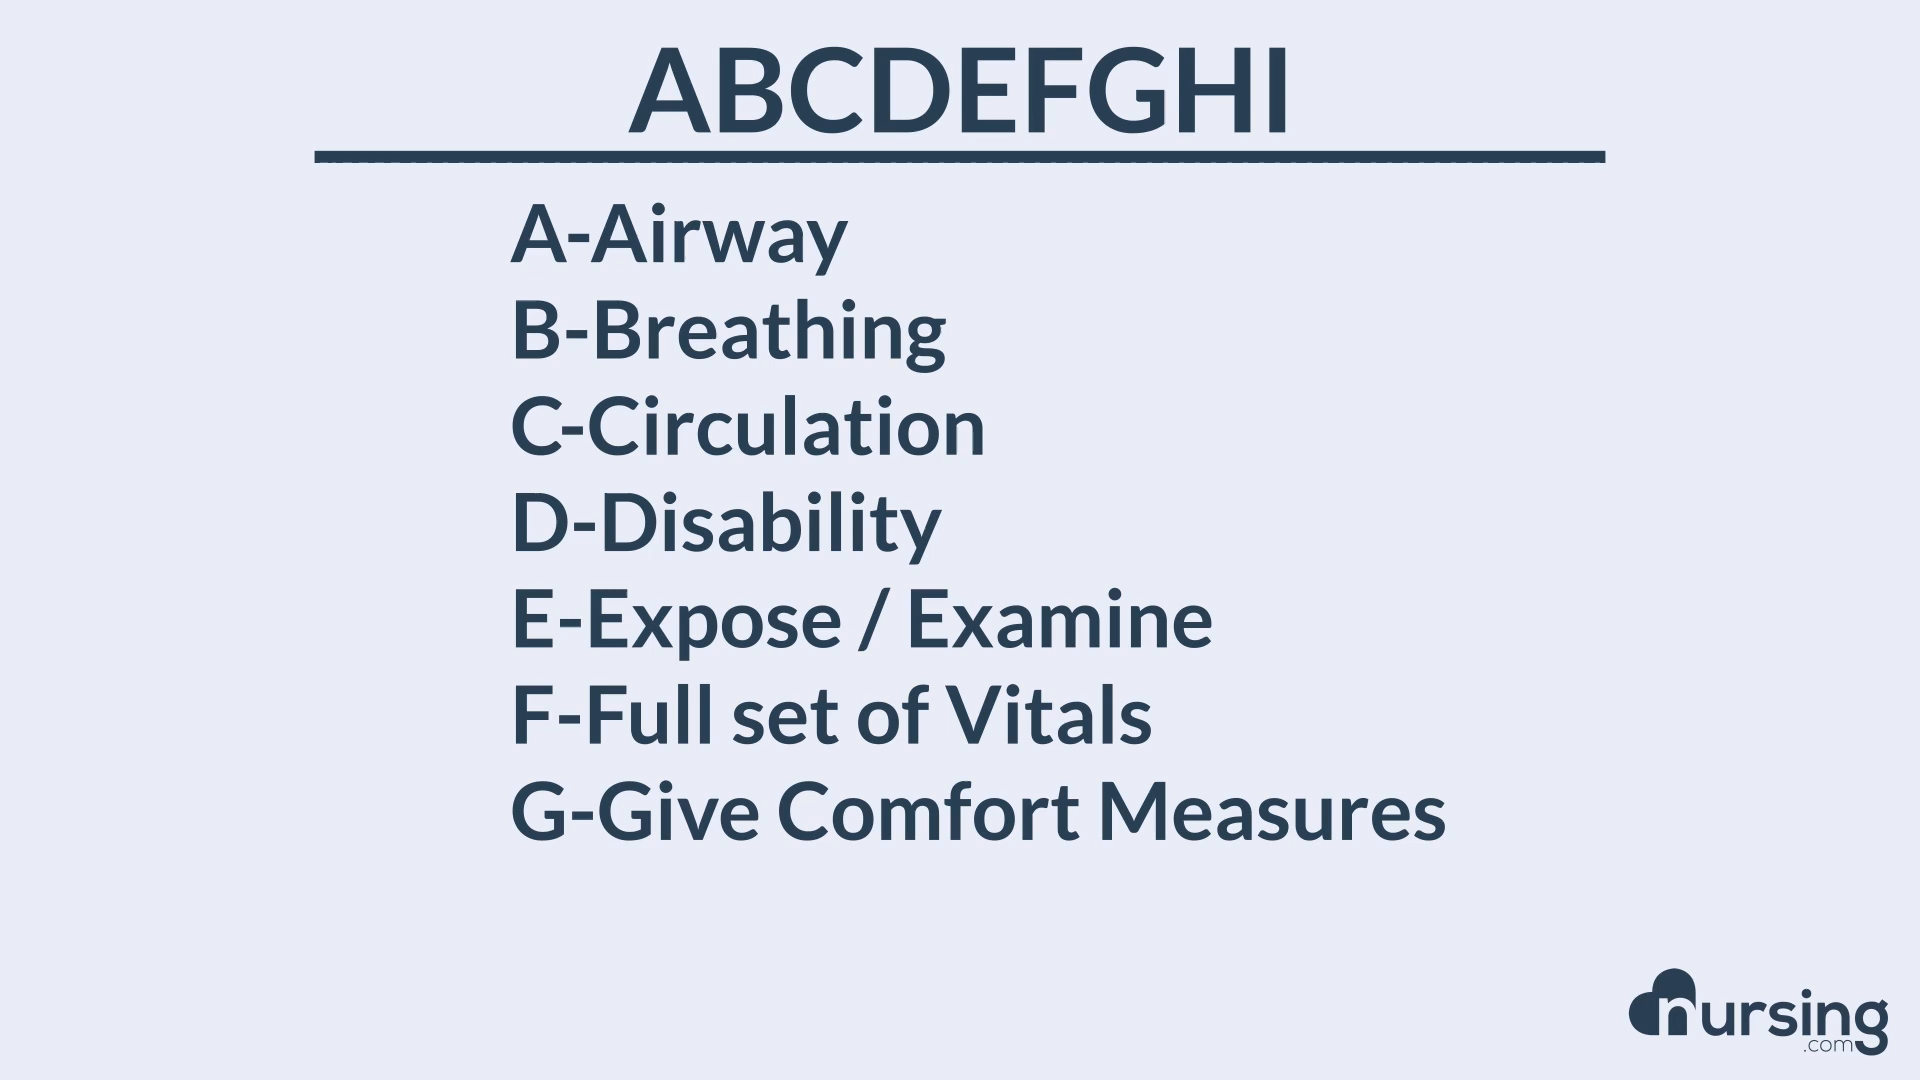 ABCDEFGHI
A-Airway
B-Breathing
C-Circulation
D-Disability
E-Expose / Examine
F-Full set of Vitals
G-Give Comfort Measures
nursing
.com